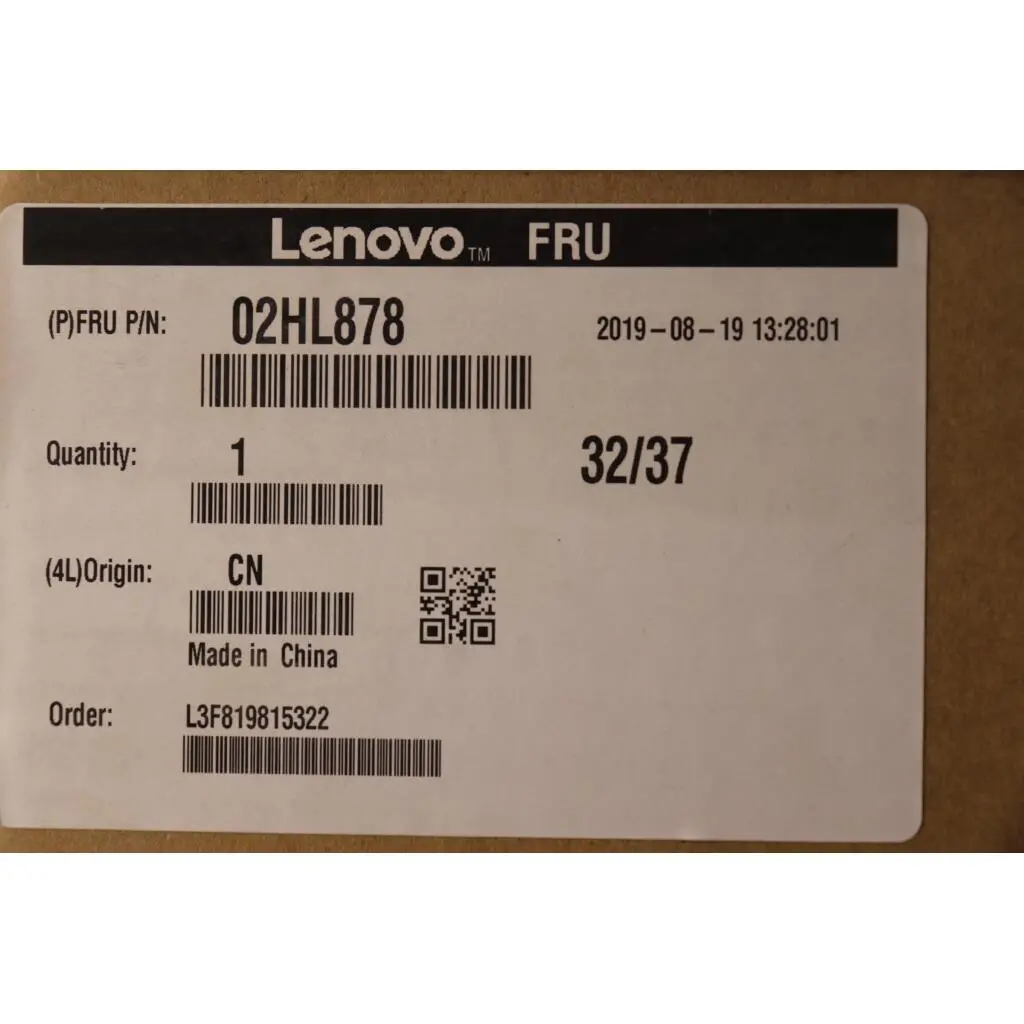 Lenovo™ FRU
(P)FRU P/N: 02HL878 2019-08-19 13:28:01
Quantity: 1 32/37
(4L)Origin: CN
Made in China
Order: L3F819815322